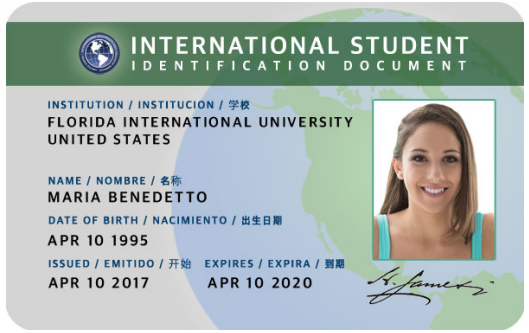 INTERNATIONAL STUDENT
IDENTIFICATION DOCUMENT
INSTITUTION / INSTITUCION / 学校
FLORIDA INTERNATIONAL UNIVERSITY
UNITED STATES
NAME / NOMBRE / 名称
MARIA BENEDETTO
DATE OF BIRTH / NACIMIENTO / 出生日期
APR 10 1995
ISSUED / EMITIDO / 开始 EXPIRES / EXPIRA / 到期
APR 10 2017 APR 10 2020